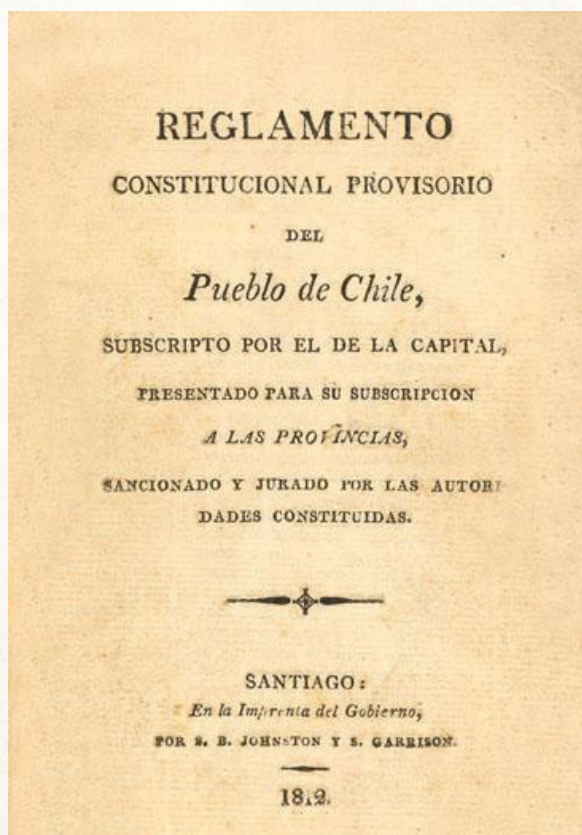 REGLAMENTO
CONSTITUCIONAL PROVISORIO
DEL
Pueblo de Chile,
SUBSCRIPTO POR EL DE LA CAPITAL,
PRESENTADO PARA SU SUBSCRIPCION
A LAS PROVINCIAS,
SANCIONADO Y JURADO POR LAS AUTORI-
DADES CONSTITUIDAS.
SANTIAGO:
En la Imprenta del Gobierno,
POR S. B. JOHNSTON Y S. GARRISON.
1812.